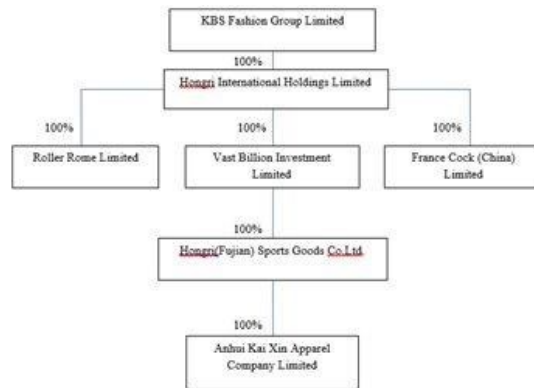 KBS Fashion Group Limited
100%
Hongri International Holdings Limited
100%
100%
100%
Roller Rome Limited
Vast Billion Investment
Limited
France Cock (China)
Limited
100%
Hongri(Fujian) Sports Goods Co.Ltd.
100%
Anhui Kai Xin Apparel
Company Limited